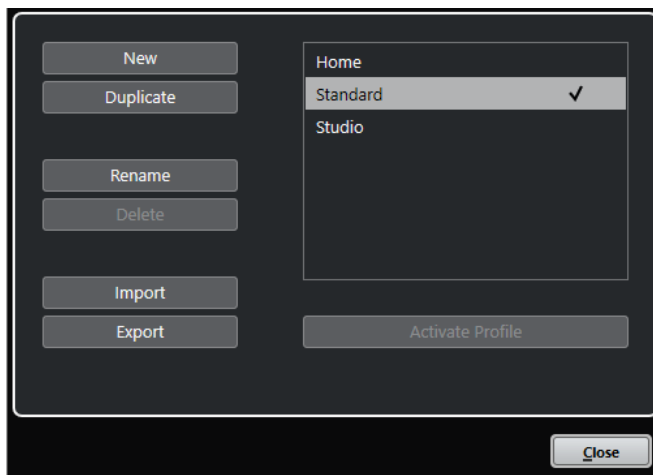 New
Duplicate
Rename
Delete
Import
Export
Home
Standard
Studio
Activate Profile
Close